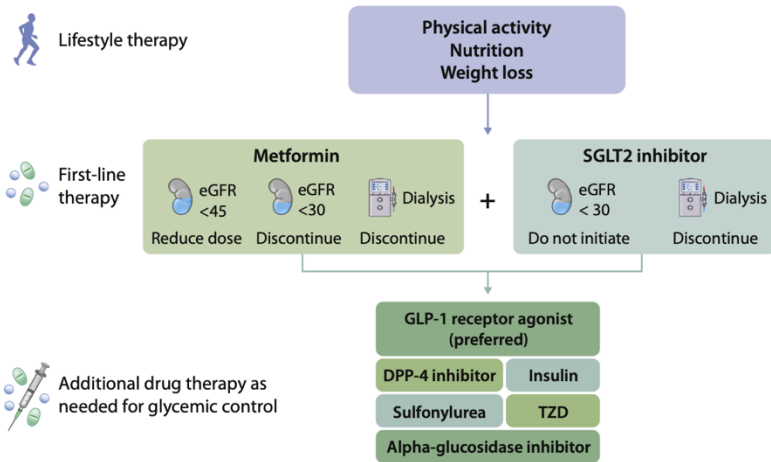 Lifestyle therapy
Physical activity
Nutrition
Weight loss
First-line
therapy
Metformin
eGFR
<45
Reduce dose
eGFR
<30
Discontinue
Dialysis
Discontinue
+
SGLT2 inhibitor
eGFR
< 30
Do not initiate
Dialysis
Discontinue
Additional drug therapy as
needed for glycemic control
GLP-1 receptor agonist
(preferred)
DPP-4 inhibitor
Insulin
Sulfonylurea
TZD
Alpha-glucosidase inhibitor